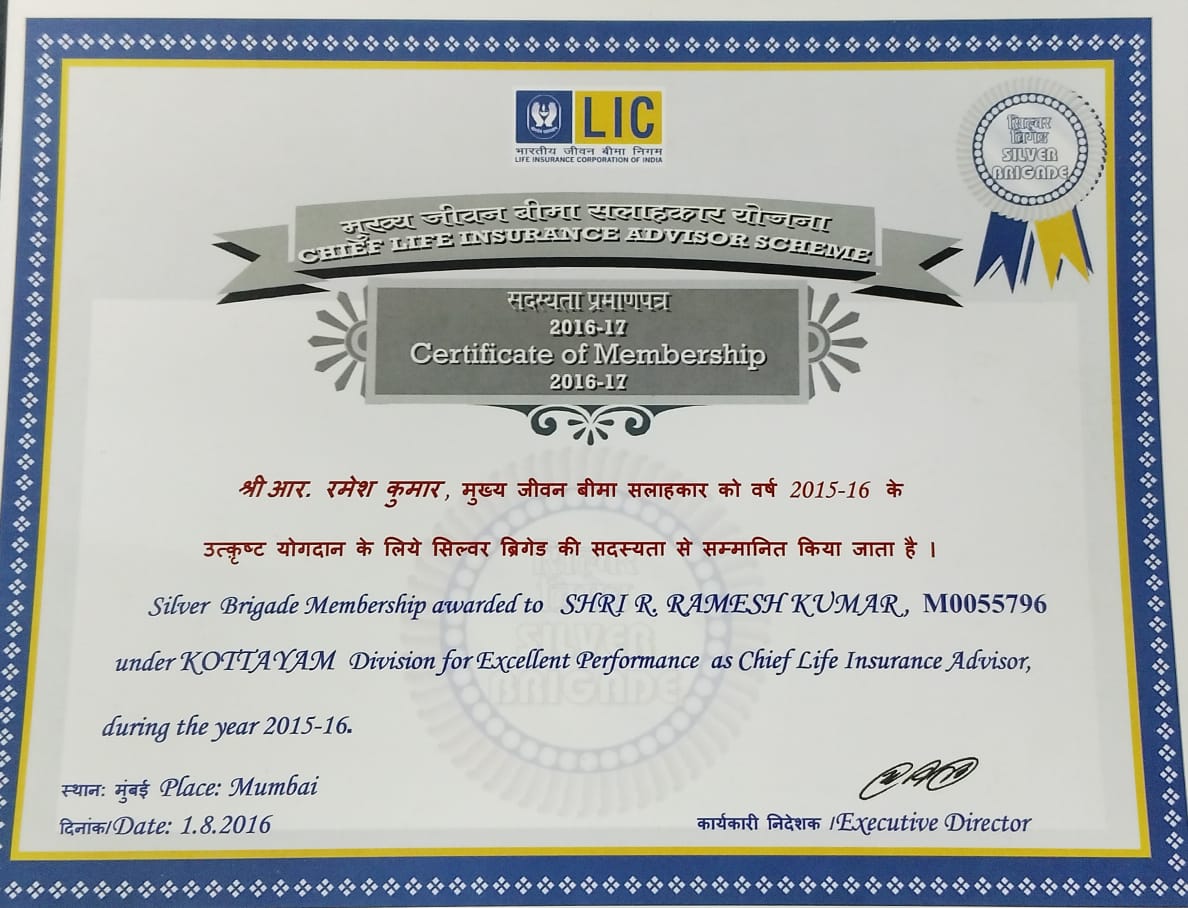 LIC
भारतीय जीवन बीमा निगम
LIFE INSURANCE CORPORATION OF INDIA
सिल्वर
ब्रिगेड
SILVER
BRIGADE
मुख्य जीवन बीमा सलाहकार योजना
CHIEF LIFE INSURANCE ADVISOR SCHEME
सदस्यता प्रमाणपत्र
2016-17
Certificate of Membership
2016-17
श्री आर. रमेश कुमार, मुख्य जीवन बीमा सलाहकार को वर्ष 2015-16 के
उत्कृष्ट योगदान के लिये सिल्वर ब्रिगेड की सदस्यता से सम्मानित किया जाता है ।
Silver Brigade Membership awarded to SHRI R. RAMESH KUMAR, M0055796
under KOTTAYAM Division for Excellent Performance as Chief Life Insurance Advisor,
during the year 2015-16.
SILVER
BRIGADE
स्थान: मुंबई Place: Mumbai
दिनांक/Date: 1.8.2016
कार्यकारी निदेशक /Executive Director